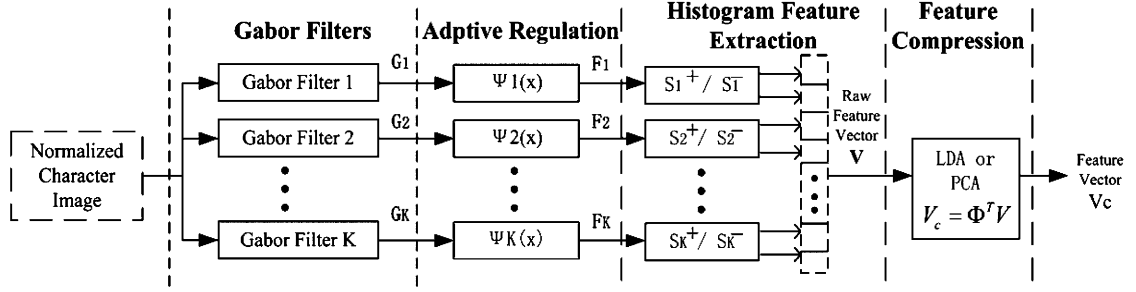 Gabor Filters
Adptive Regulation
Histogram Feature
Extraction
Feature
Compression
Normalized
Character
Image
Gabor Filter 1
G1
Ψ1(x)
F1
S1⁺/ S1⁻
Gabor Filter 2
G2
Ψ2(x)
F2
S2⁺/ S2⁻
Gabor Filter K
GK
ΨK(x)
FK
SK⁺/ SK⁻
Raw
Feature
Vector
V
LDA or
PCA
V_c = Φ^T V
Feature
Vector
Vc